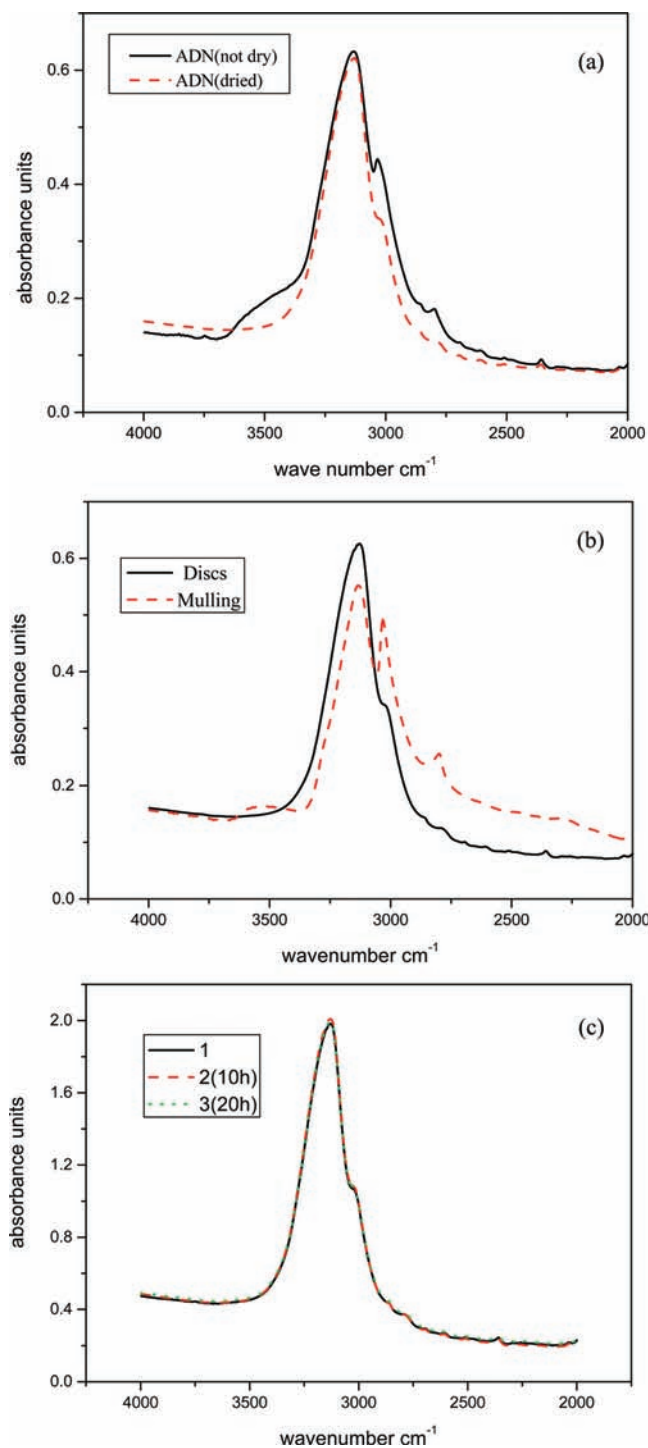 ADN(not dry)
ADN(dried)
(a)
absorbance units
0.6
0.4
0.2
0.0
4000 3500 3000 2500 2000
wave number cm⁻¹
Discs
Mulling
(b)
absorbance units
0.6
0.4
0.2
0.0
4000 3500 3000 2500 2000
wavenumber cm⁻¹
1
2(10h)
3(20h)
(c)
absorbance units
2.0
1.6
1.2
0.8
0.4
0.0
4000 3500 3000 2500 2000
wavenumber cm⁻¹